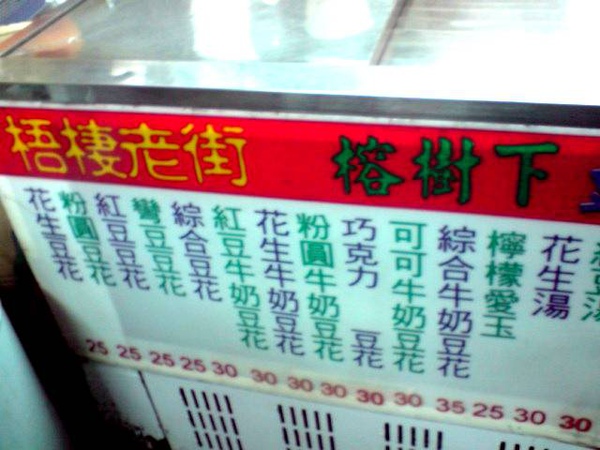 梧棲老街 榕樹下
花生豆花
粉圓豆花
紅豆豆花
彎豆豆花
綜合豆花
紅豆牛奶豆花
花生牛奶豆花
粉圓牛奶豆花
巧克力 豆花
可可牛奶豆花
綜合牛奶豆花
檸檬愛玉
花生湯
25 25 25 25 30 30 30 30 30 30 35 25 30 30